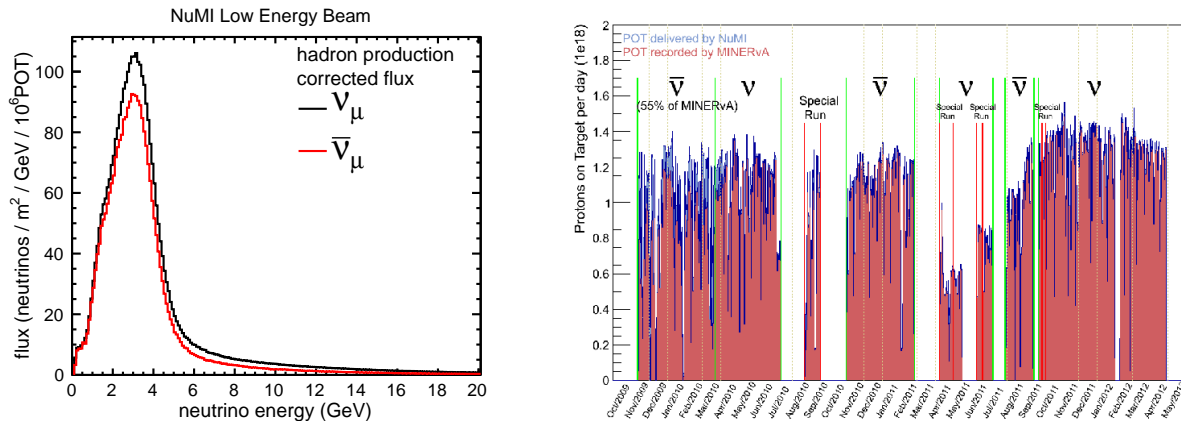 NuMI Low Energy Beam
hadron production
corrected flux
ν_μ
ν̅_μ
100
80
60
40
20
0
0 2 4 6 8 10 12 14 16 18 20
neutrino energy (GeV)
flux (neutrinos / m² / GeV / 10⁶POT)
POT delivered by NuMI
POT recorded by MINERvA
ν̅ ν ν̅ ν ν̅ ν
(55% of MINERvA)
Special
Run
Special
Run
Special
Run
Special
Run
Protons on Target per day (1e18)
2
1.8
1.6
1.4
1.2
1
0.8
0.6
0.4
0.2
0
Oct/2009
Nov/2009
Dec/2009
Jan/2010
Feb/2010
Mar/2010
Apr/2010
May/2010
Jun/2010
Jul/2010
Aug/2010
Sep/2010
Oct/2010
Nov/2010
Dec/2010
Jan/2011
Feb/2011
Mar/2011
Apr/2011
May/2011
Jun/2011
Jul/2011
Aug/2011
Sep/2011
Oct/2011
Nov/2011
Dec/2011
Jan/2012
Feb/2012
Mar/2012
Apr/2012